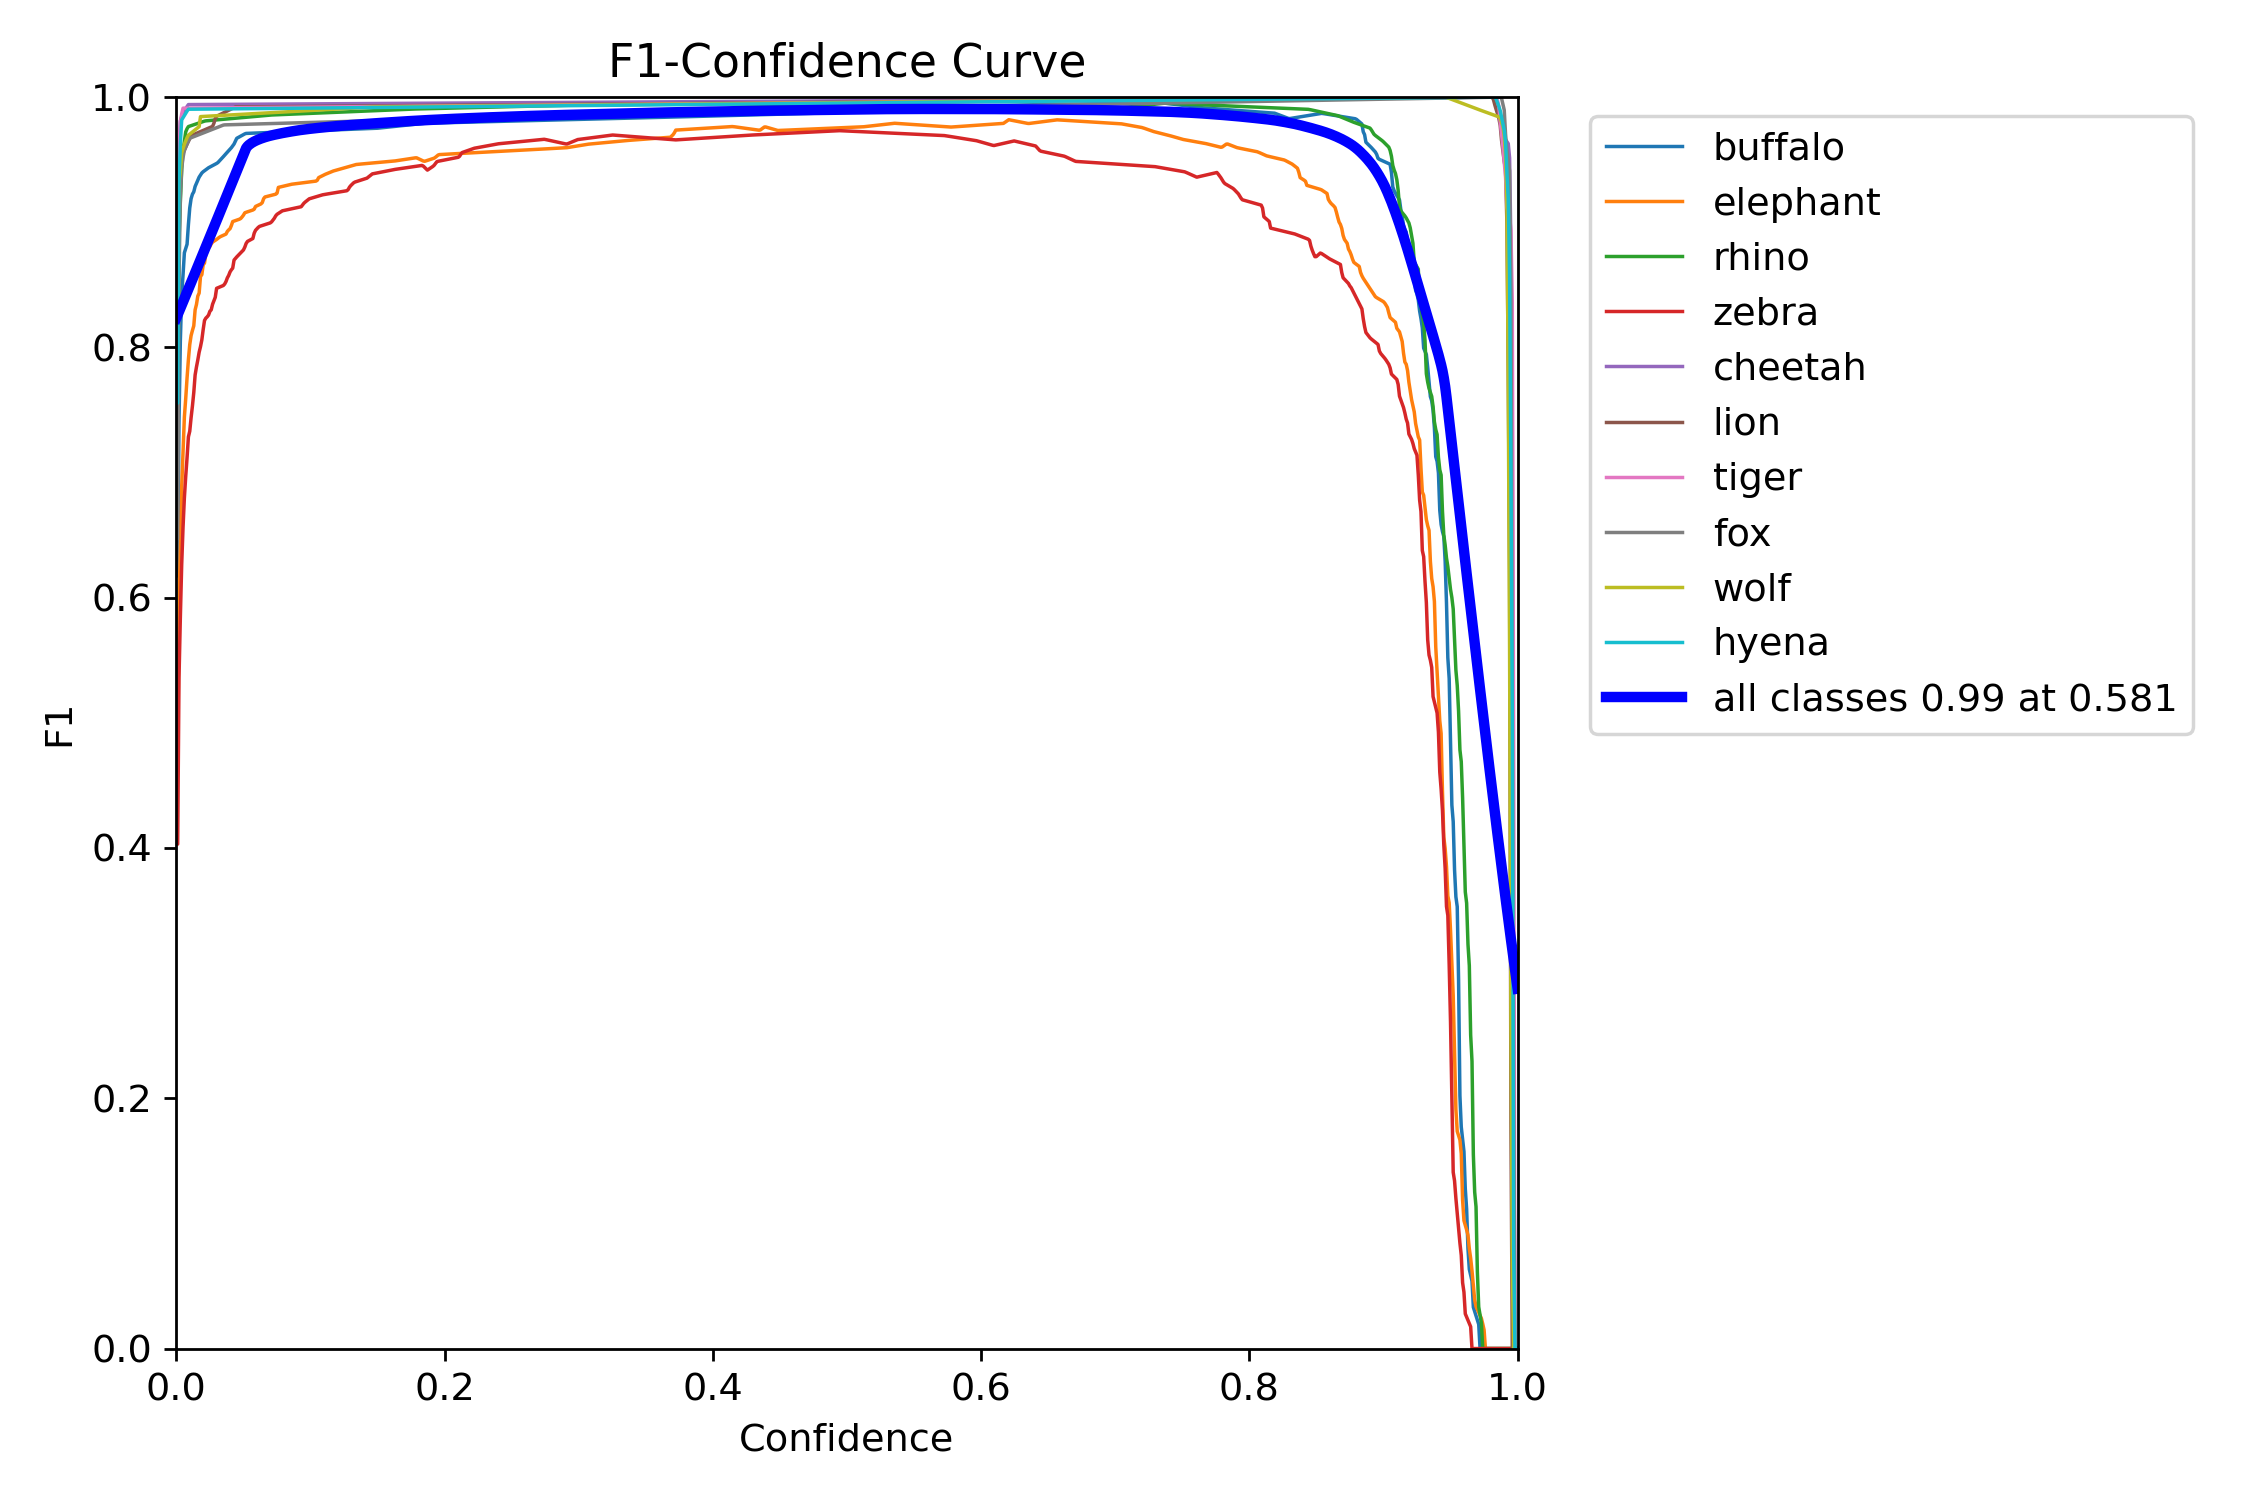 F1-Confidence Curve
1.0
0.8
0.6
0.4
0.2
0.0
F1
0.0 0.2 0.4 0.6 0.8 1.0
Confidence
buffalo
elephant
rhino
zebra
cheetah
lion
tiger
fox
wolf
hyena
all classes 0.99 at 0.581